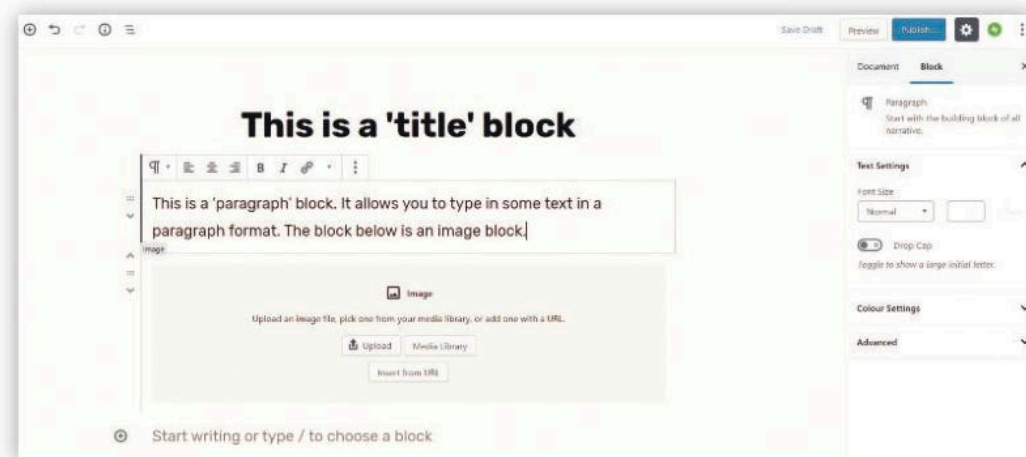 Save Draft Preview Publish...
Document Block
Paragraph
Start with the building block of all
narrative.
This is a 'title' block
B I
This is a 'paragraph' block. It allows you to type in some text in a
paragraph format. The block below is an image block.
Image
Image
Upload an image file, pick one from your media library, or add one with a URL.
Upload Media Library
Insert from URL
Start writing or type / to choose a block
Text Settings
Font Size
Normal
Drop Cap
Toggle to show a large initial letter.
Colour Settings
Advanced